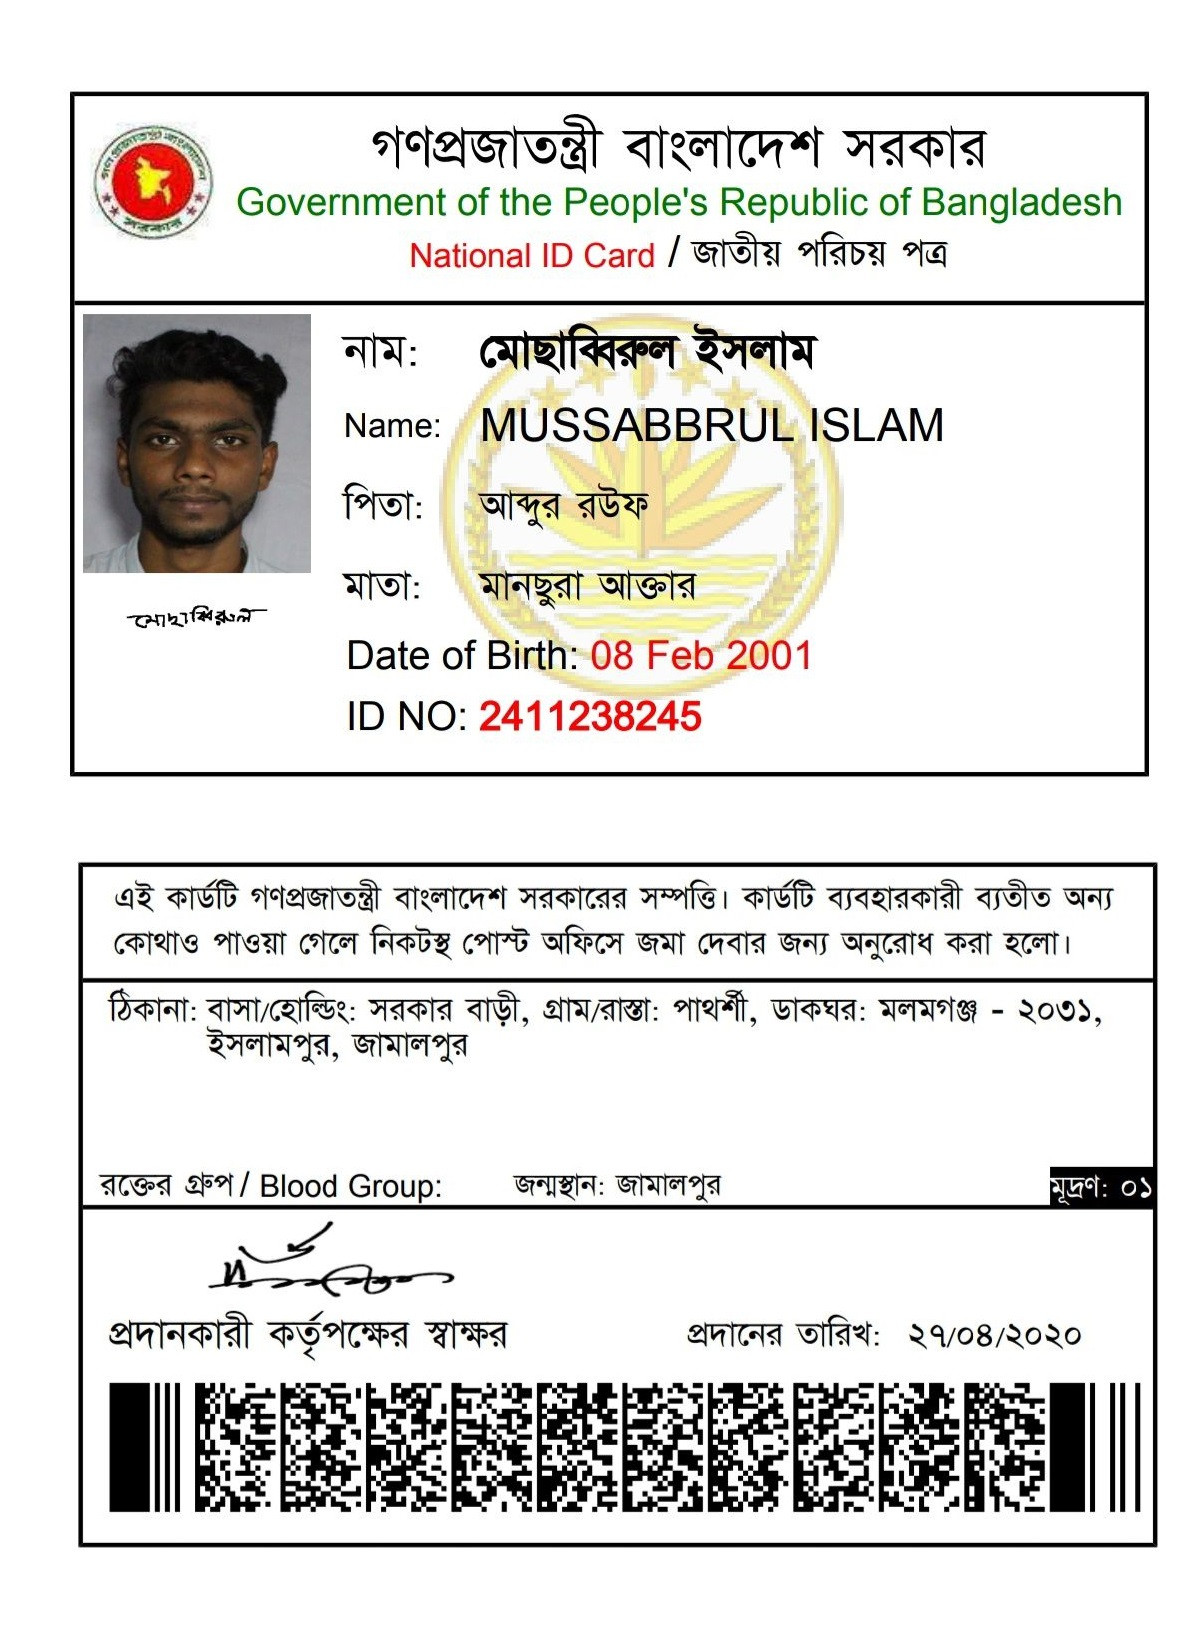 গণপ্রজাতন্ত্রী বাংলাদেশ সরকার
Government of the People's Republic of Bangladesh
National ID Card / জাতীয় পরিচয় পত্র
নাম: মোছাব্বিরুল ইসলাম
Name: MUSSABBRUL ISLAM
পিতা: আব্দুর রউফ
মাতা: মানছুরা আক্তার
মোছাব্বিরুল
Date of Birth: 08 Feb 2001
ID NO: 2411238245
এই কার্ডটি গণপ্রজাতন্ত্রী বাংলাদেশ সরকারের সম্পত্তি। কার্ডটি ব্যবহারকারী ব্যতীত অন্য
কোথাও পাওয়া গেলে নিকটস্থ পোস্ট অফিসে জমা দেবার জন্য অনুরোধ করা হলো।
ঠিকানা: বাসা/হোল্ডিং: সরকার বাড়ী, গ্রাম/রাস্তা: পাথর্শী, ডাকঘর: মলমগঞ্জ - ২০৩১,
ইসলামপুর, জামালপুর
রক্তের গ্রুপ / Blood Group: জন্মস্থান: জামালপুর মূদ্রণ: ০১
প্রদানকারী কর্তৃপক্ষের স্বাক্ষর প্রদানের তারিখ: ২৭/০৪/২০২০